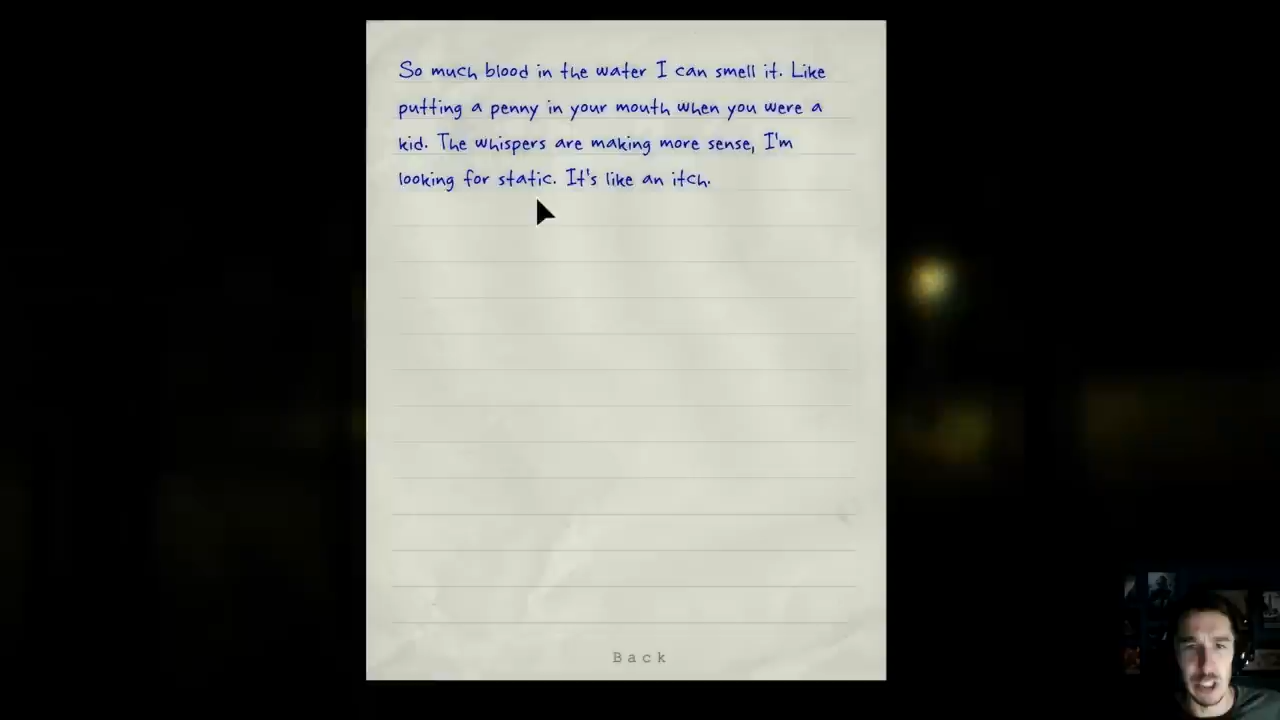 So much blood in the water I can smell it. Like
putting a penny in your mouth when you were a
kid. The whispers are making more sense, I'm
looking for static. It's like an itch.
Back